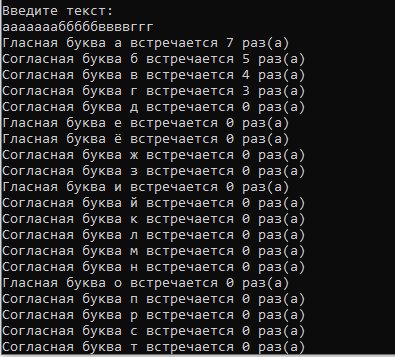 Введите текст:
ааааааабббббввввггг
Гласная буква а встречается 7 раз(а)
Согласная буква б встречается 5 раз(а)
Согласная буква в встречается 4 раз(а)
Согласная буква г встречается 3 раз(а)
Согласная буква д встречается 0 раз(а)
Гласная буква е встречается 0 раз(а)
Гласная буква ё встречается 0 раз(а)
Согласная буква ж встречается 0 раз(а)
Согласная буква з встречается 0 раз(а)
Гласная буква и встречается 0 раз(а)
Согласная буква й встречается 0 раз(а)
Согласная буква к встречается 0 раз(а)
Согласная буква л встречается 0 раз(а)
Согласная буква м встречается 0 раз(а)
Согласная буква н встречается 0 раз(а)
Гласная буква о встречается 0 раз(а)
Согласная буква п встречается 0 раз(а)
Согласная буква р встречается 0 раз(а)
Согласная буква с встречается 0 раз(а)
Согласная буква т встречается 0 раз(а)